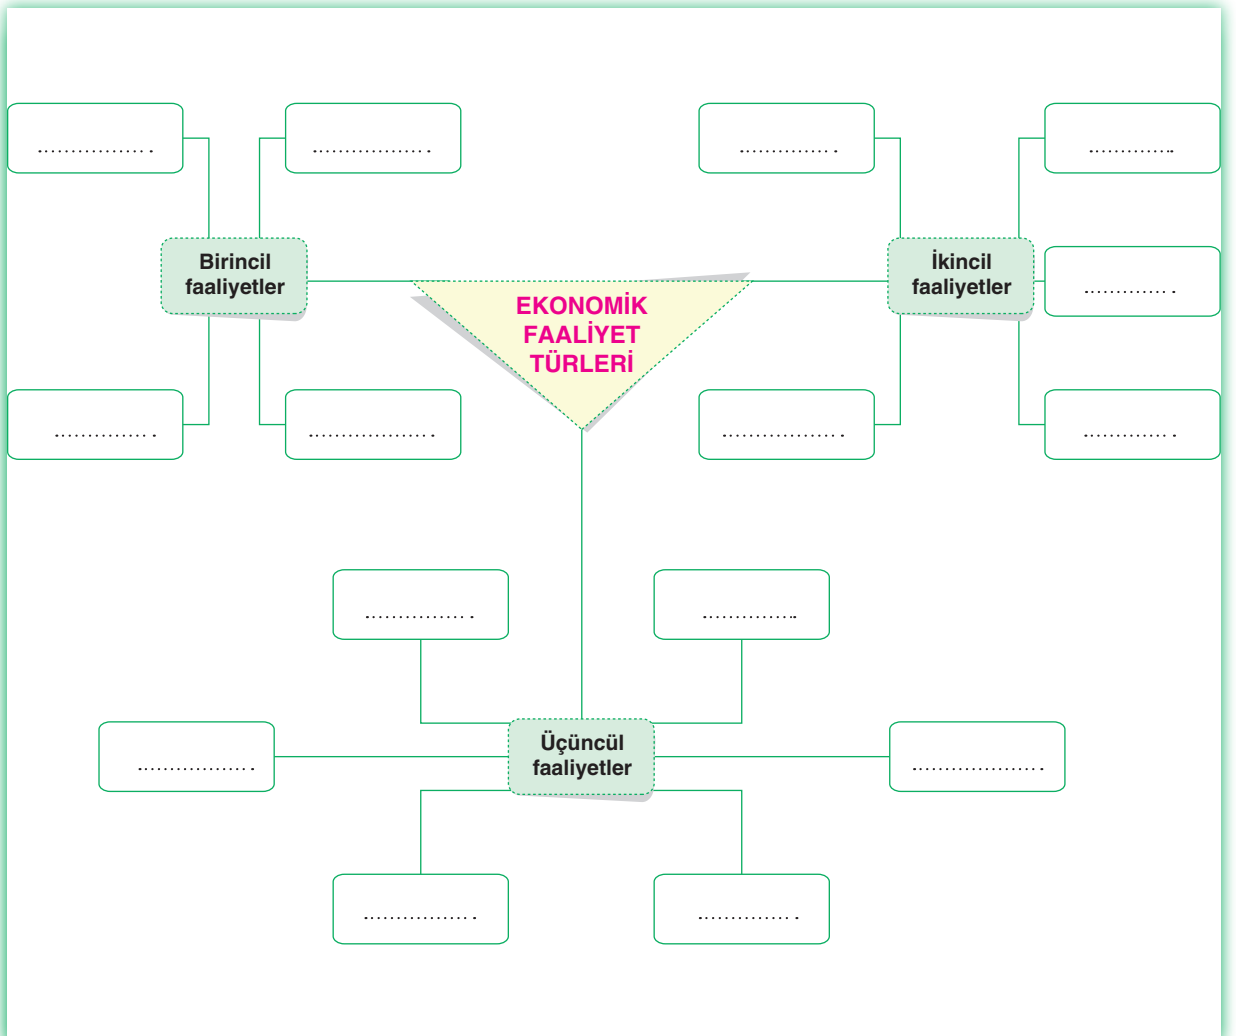 Birincil
faaliyetler
EKONOMİK
FAALİYET
TÜRLERİ
İkincil
faaliyetler
Üçüncül
faaliyetler